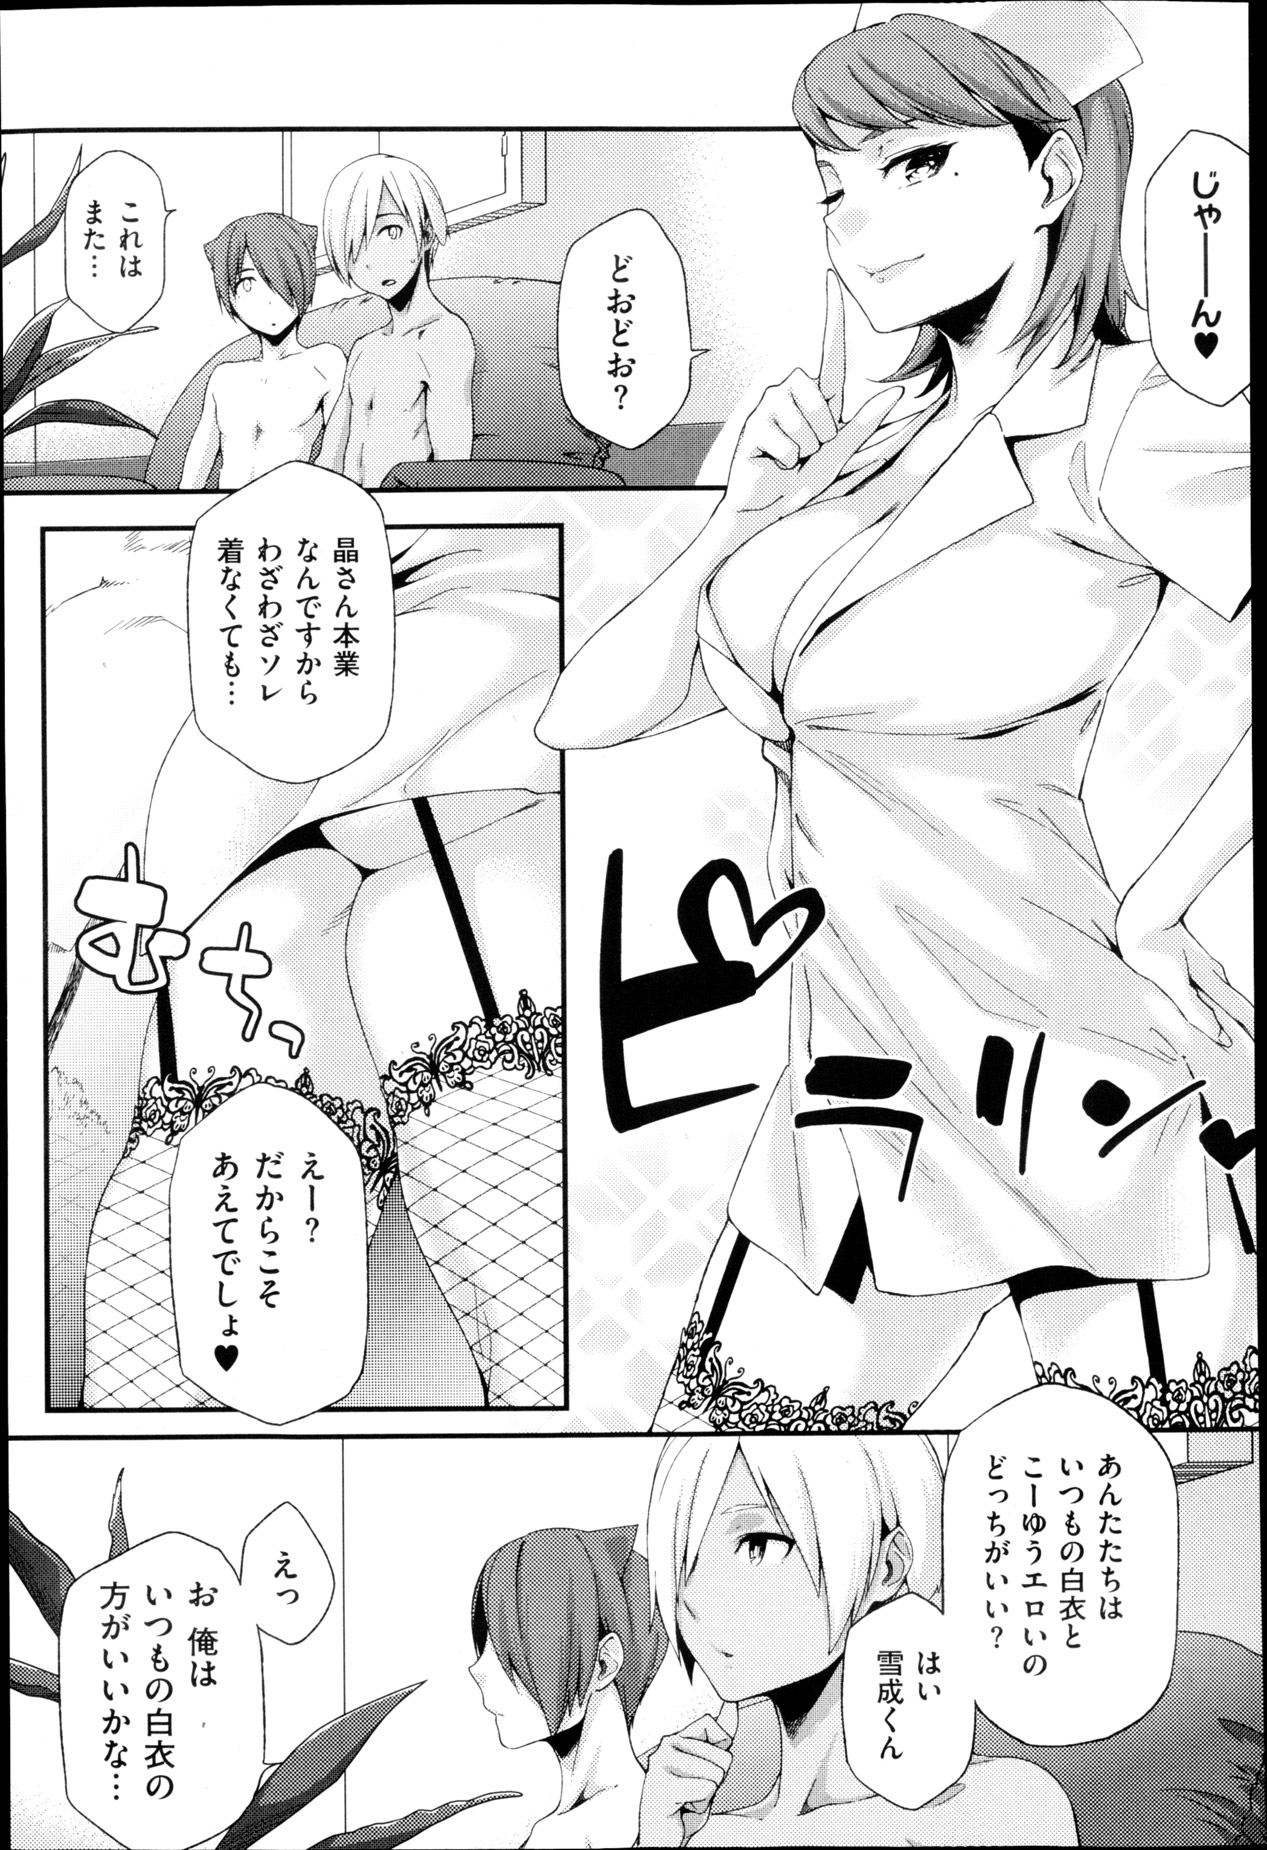 じゃーーん♥
どおどお？
これは
また…
晶さん本業
なんですから
わざわざソレ
着なくても…
ピラリン
むちっ
えー？
だからこそ
あえてでしょ♥
あんたたちは
いつもの白衣と
こーゆうエロいの
どっちがいい？
はい
雪成くん
えっ
お 俺は
いつもの白衣の
方がいいかな…